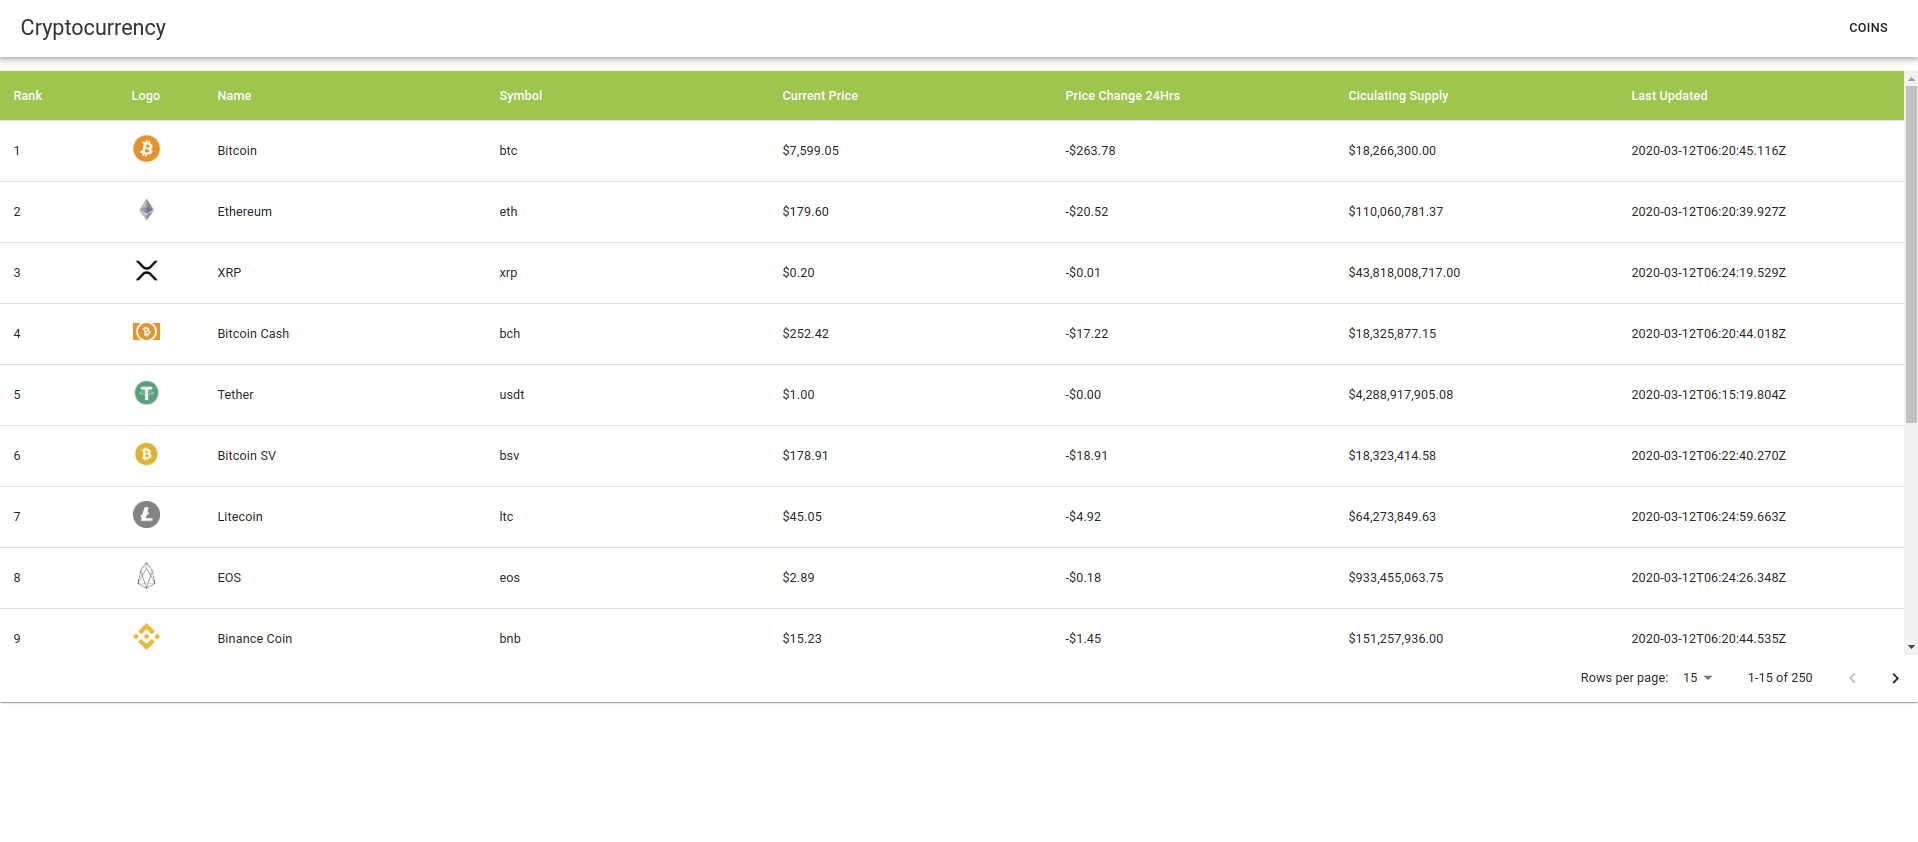 Cryptocurrency COINS
Rank Logo Name Symbol Current Price Price Change 24Hrs Ciculating Supply Last Updated
1 Bitcoin btc $7,599.05 -$263.78 $18,266,300.00 2020-03-12T06:20:45.116Z
2 Ethereum eth $179.60 -$20.52 $110,060,781.37 2020-03-12T06:20:39.927Z
3 XRP xrp $0.20 -$0.01 $43,818,008,717.00 2020-03-12T06:24:19.529Z
4 Bitcoin Cash bch $252.42 -$17.22 $18,325,877.15 2020-03-12T06:20:44.018Z
5 Tether usdt $1.00 -$0.00 $4,288,917,905.08 2020-03-12T06:15:19.804Z
6 Bitcoin SV bsv $178.91 -$18.91 $18,323,414.58 2020-03-12T06:22:40.270Z
7 Litecoin ltc $45.05 -$4.92 $64,273,849.63 2020-03-12T06:24:59.663Z
8 EOS eos $2.89 -$0.18 $933,455,063.75 2020-03-12T06:24:26.348Z
9 Binance Coin bnb $15.23 -$1.45 $151,257,936.00 2020-03-12T06:20:44.535Z
Rows per page: 15 1-15 of 250